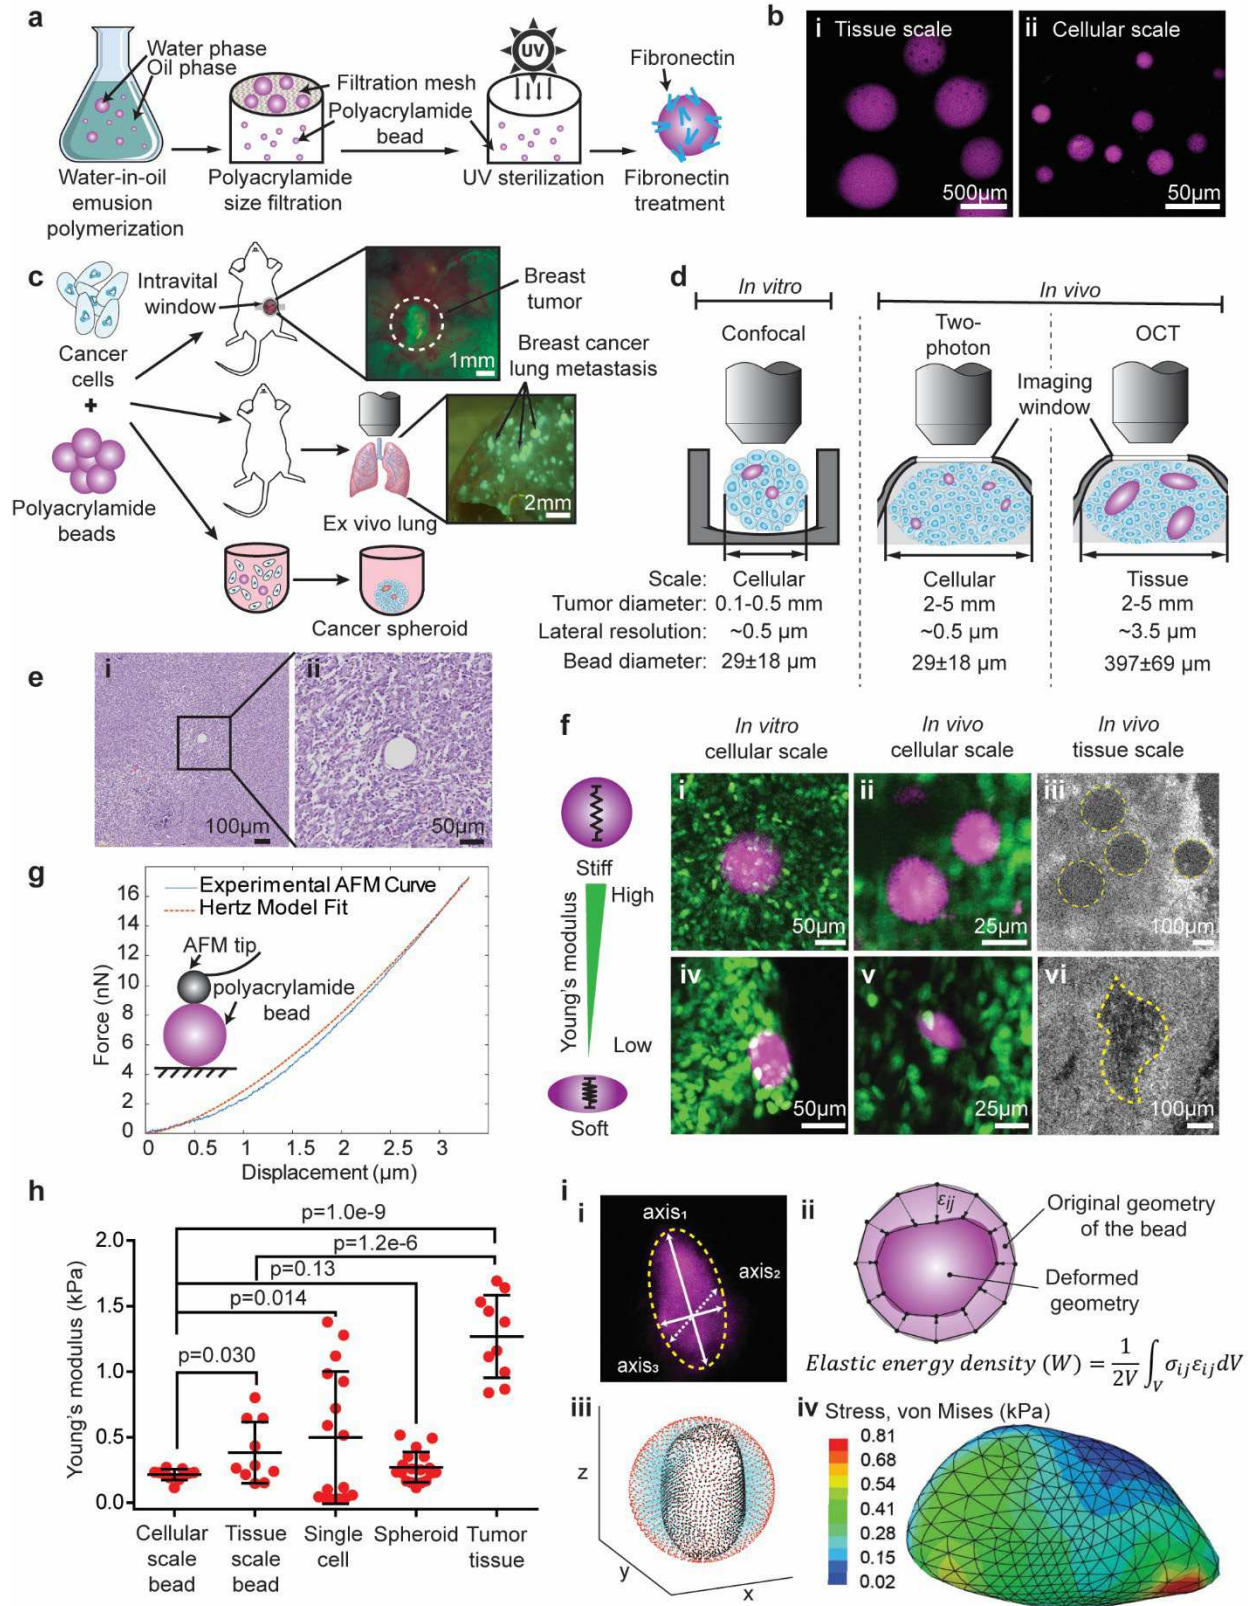 a
Water phase
Oil phase
Water-in-oil
emusion
polymerization
Filtration mesh
Polyacrylamide
bead
Polyacrylamide
size filtration
UV
UV sterilization
Fibronectin
Fibronectin
treatment
b
i Tissue scale
500µm
ii Cellular scale
50µm
c
Cancer
cells
+
Polyacrylamide
beads
Intravital
window
Breast
tumor
1mm
Breast cancer
lung metastasis
2mm
Ex vivo lung
Cancer spheroid
d
In vitro
In vivo
Confocal
Two-
photon
OCT
Imaging
window
Scale: Cellular Cellular Tissue
Tumor diameter: 0.1-0.5 mm 2-5 mm 2-5 mm
Lateral resolution: ~0.5 µm ~0.5 µm ~3.5 µm
Bead diameter: 29±18 µm 29±18 µm 397±69 µm
e
i
100µm
ii
50µm
f
In vitro
cellular scale
In vivo
cellular scale
In vivo
tissue scale
Stiff
High
Young's modulus
Low
Soft
i
50µm
ii
25µm
iii
100µm
iv
50µm
v
25µm
vi
100µm
g
Experimental AFM Curve
Hertz Model Fit
AFM tip
polyacrylamide
bead
Force (nN)
16
14
12
10
8
6
4
2
0
0 0.5 1 1.5 2 2.5 3
Displacement (µm)
h
p=1.0e-9
p=1.2e-6
p=0.13
p=0.014
p=0.030
Young's modulus (kPa)
2.0
1.5
1.0
0.5
0.0
Cellular
scale
bead
Tissue
scale
bead
Single
cell
Spheroid
Tumor
tissue
i
i
axis₁
axis₂
axis₃
ii
εij
Original geometry
of the bead
Deformed
geometry
Elastic energy density (W) = 1/2V ∫V σij εij dV
iii
z
y
x
iv Stress, von Mises (kPa)
0.81
0.68
0.54
0.41
0.28
0.15
0.02